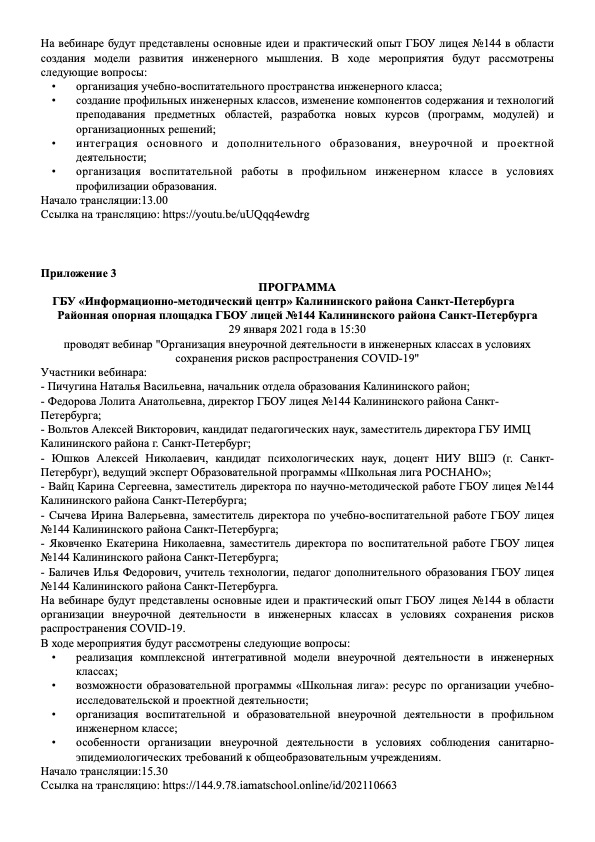 На вебинаре будут представлены основные идеи и практический опыт ГБОУ лицея №144 в области
создания модели развития инженерного мышления. В ходе мероприятия будут рассмотрены
следующие вопросы:
• организация учебно-воспитательного пространства инженерного класса;
• создание профильных инженерных классов, изменение компонентов содержания и технологий
преподавания предметных областей, разработка новых курсов (программ, модулей) и
организационных решений;
• интеграция основного и дополнительного образования, внеурочной и проектной
деятельности;
• организация воспитательной работы в профильном инженерном классе в условиях
профилизации образования.
Начало трансляции:13.00
Ссылка на трансляцию: https://youtu.be/uUQqq4ewdrg
Приложение 3
ПРОГРАММА
ГБУ «Информационно-методический центр» Калининского района Санкт-Петербурга
Районная опорная площадка ГБОУ лицей №144 Калининского района Санкт-Петербурга
29 января 2021 года в 15:30
проводят вебинар "Организация внеурочной деятельности в инженерных классах в условиях
сохранения рисков распространения COVID-19"
Участники вебинара:
- Пичугина Наталья Васильевна, начальник отдела образования Калининского район;
- Федорова Лолита Анатольевна, директор ГБОУ лицея №144 Калининского района Санкт-
Петербурга;
- Вольтов Алексей Викторович, кандидат педагогических наук, заместитель директора ГБУ ИМЦ
Калининского района г. Санкт-Петербург;
- Юшков Алексей Николаевич, кандидат психологических наук, доцент НИУ ВШЭ (г. Санкт-
Петербург), ведущий эксперт Образовательной программы «Школьная лига РОСНАНО»;
- Вайц Карина Сергеевна, заместитель директора по научно-методической работе ГБОУ лицея №144
Калининского района Санкт-Петербурга;
- Сычева Ирина Валерьевна, заместитель директора по учебно-воспитательной работе ГБОУ лицея
№144 Калининского района Санкт-Петербурга;
- Яковченко Екатерина Николаевна, заместитель директора по воспитательной работе ГБОУ лицея
№144 Калининского района Санкт-Петербурга;
- Баличев Илья Федорович, учитель технологии, педагог дополнительного образования ГБОУ лицея
№144 Калининского района Санкт-Петербурга.
На вебинаре будут представлены основные идеи и практический опыт ГБОУ лицея №144 в области
организации внеурочной деятельности в инженерных классах в условиях сохранения рисков
распространения COVID-19.
В ходе мероприятия будут рассмотрены следующие вопросы:
• реализация комплексной интегративной модели внеурочной деятельности в инженерных
классах;
• возможности образовательной программы «Школьная лига»: ресурс по организации учебно-
исследовательской и проектной деятельности;
• организация воспитательной и образовательной внеурочной деятельности в профильном
инженерном классе;
• особенности организации внеурочной деятельности в условиях соблюдения санитарно-
эпидемиологических требований к общеобразовательным учреждениям.
Начало трансляции:15.30
Ссылка на трансляцию: https://144.9.78.iamatschool.online/id/202110663